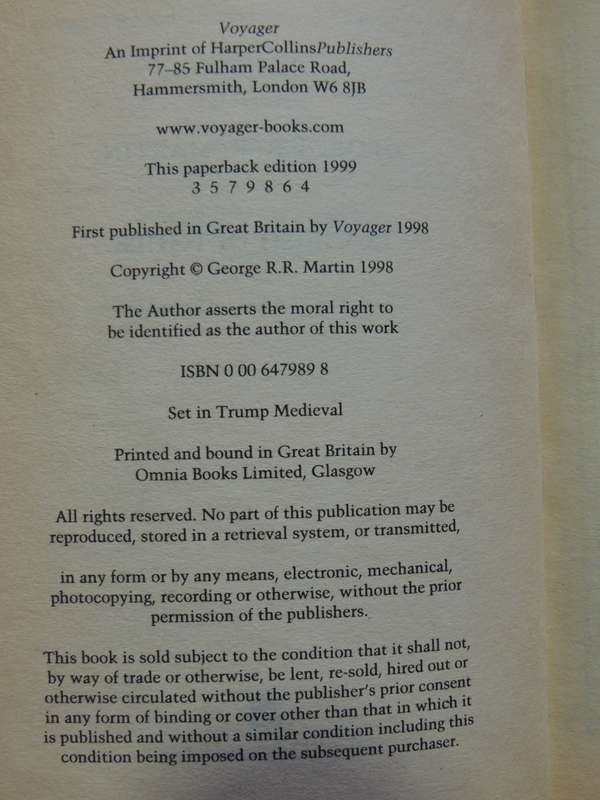 Voyager
An Imprint of HarperCollinsPublishers
77–85 Fulham Palace Road,
Hammersmith, London W6 8JB
www.voyager-books.com
This paperback edition 1999
3 5 7 9 8 6 4
First published in Great Britain by Voyager 1998
Copyright © George R.R. Martin 1998
The Author asserts the moral right to
be identified as the author of this work
ISBN 0 00 647989 8
Set in Trump Medieval
Printed and bound in Great Britain by
Omnia Books Limited, Glasgow
All rights reserved. No part of this publication may be
reproduced, stored in a retrieval system, or transmitted,
in any form or by any means, electronic, mechanical,
photocopying, recording or otherwise, without the prior
permission of the publishers.
This book is sold subject to the condition that it shall not,
by way of trade or otherwise, be lent, re-sold, hired out or
otherwise circulated without the publisher's prior consent
in any form of binding or cover other than that in which it
is published and without a similar condition including this
condition being imposed on the subsequent purchaser.